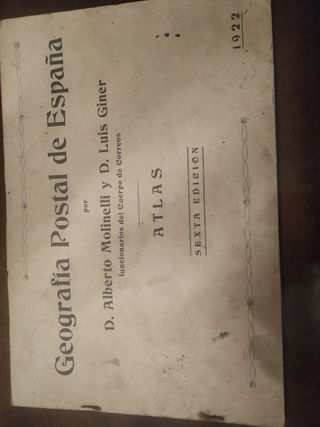 Geografía Postal de España
por
D. Alberto Molinelli y D. Luis Giner
funcionarios del Cuerpo de Correos
ATLAS
SEXTA EDICION
1922